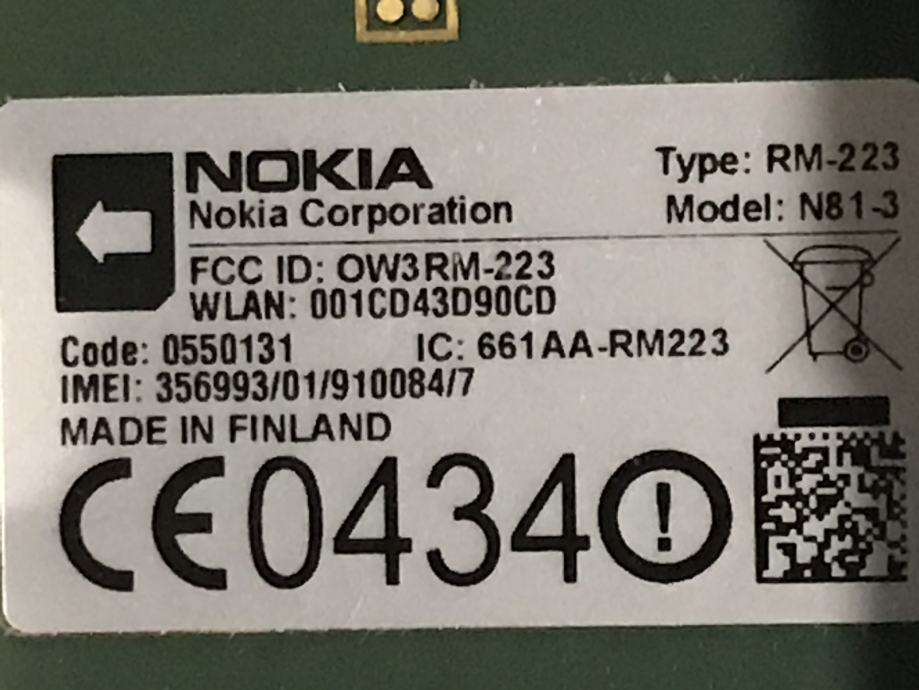 NOKIA
Type: RM-223
Nokia Corporation
Model: N81-3
FCC ID: OW3RM-223
WLAN: 001CD43D90CD
Code: 0550131 IC: 661AA-RM223
IMEI: 356993/01/910084/7
MADE IN FINLAND
CE0434!